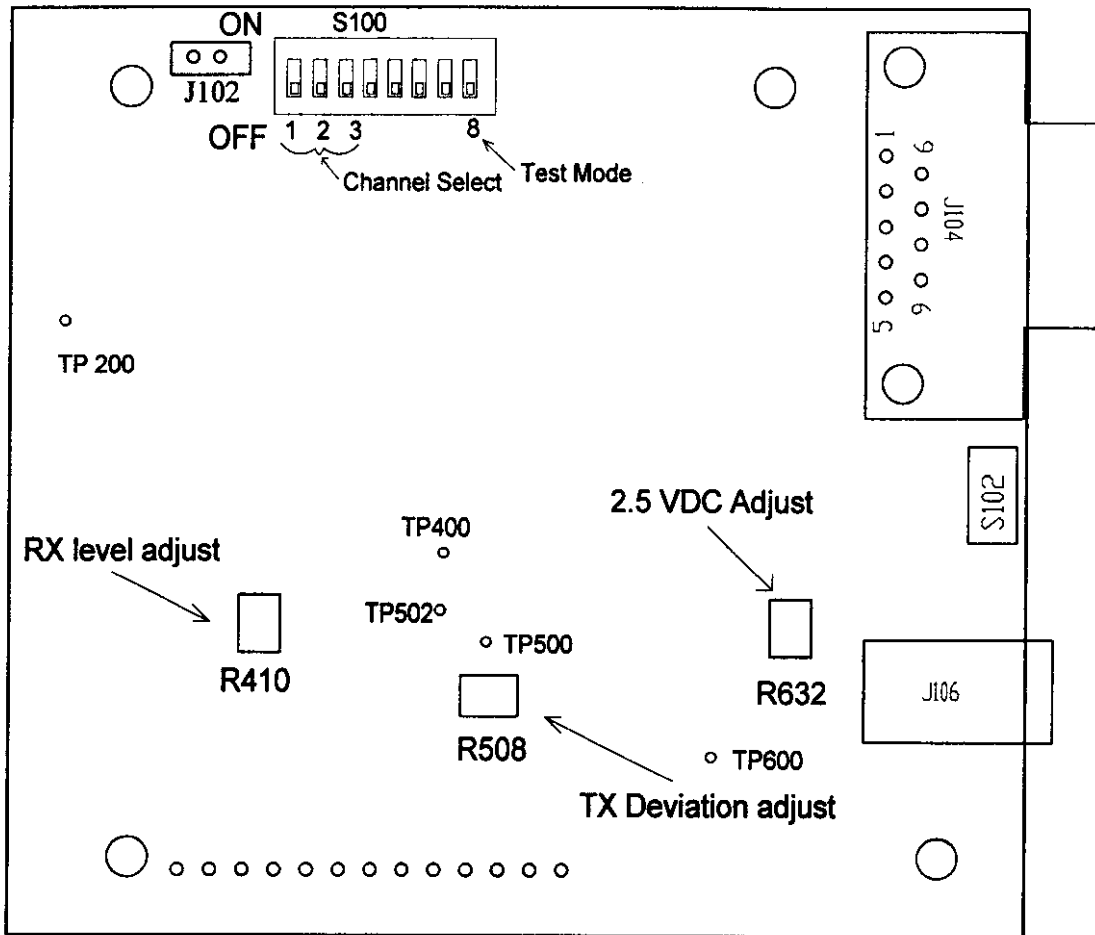 ON
S100
J102
OFF
1 2 3
8
Channel Select
Test Mode
1
6
J104
5
9
TP 200
S102
2.5 VDC Adjust
TP400
RX level adjust
TP502
TP500
R410
R632
J106
R508
TP600
TX Deviation adjust